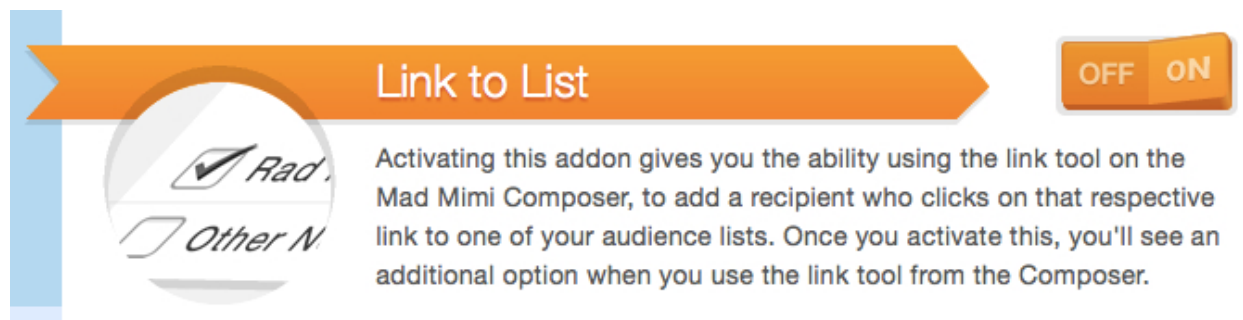 Link to List
OFF ON
Activating this addon gives you the ability using the link tool on the
Mad Mimi Composer, to add a recipient who clicks on that respective
link to one of your audience lists. Once you activate this, you'll see an
additional option when you use the link tool from the Composer.
Rad
Other N